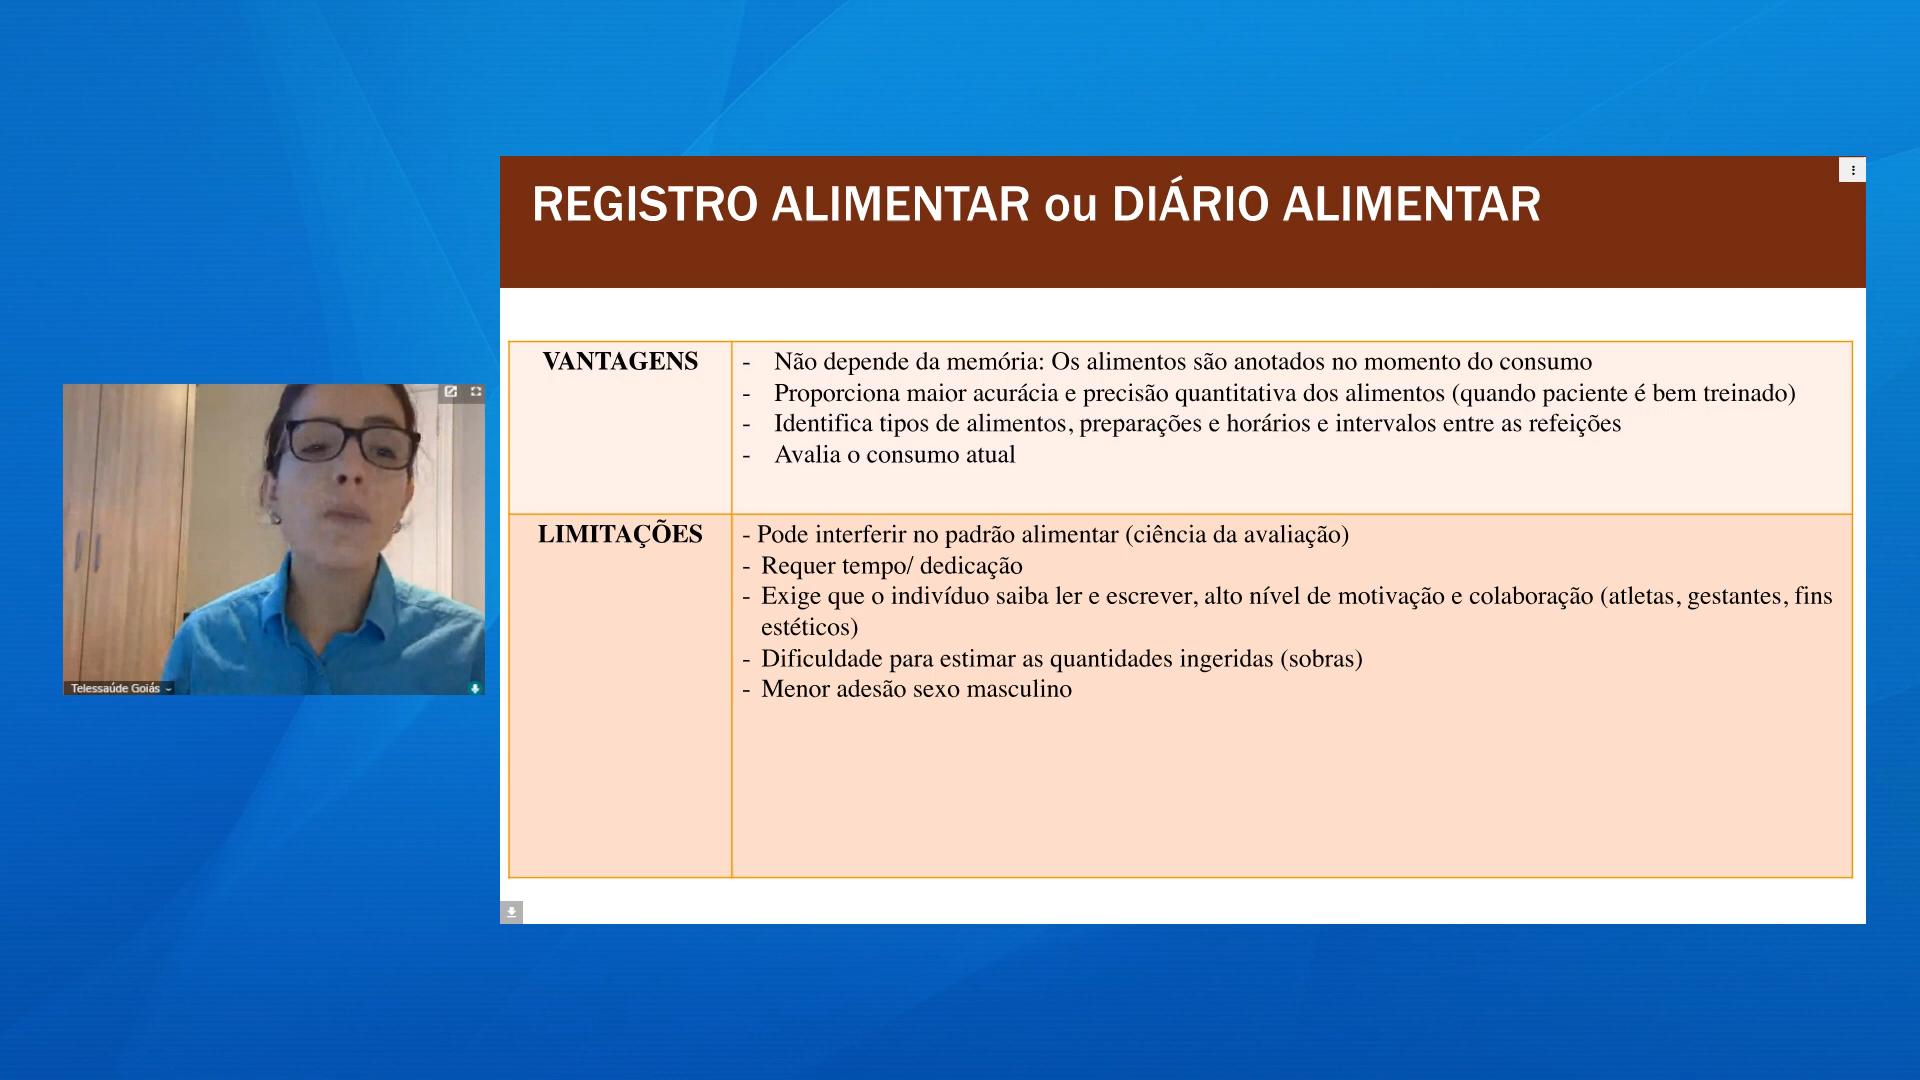 REGISTRO ALIMENTAR ou DIÁRIO ALIMENTAR
VANTAGENS
- Não depende da memória: Os alimentos são anotados no momento do consumo
- Proporciona maior acurácia e precisão quantitativa dos alimentos (quando paciente é bem treinado)
- Identifica tipos de alimentos, preparações e horários e intervalos entre as refeições
- Avalia o consumo atual
LIMITAÇÕES
- Pode interferir no padrão alimentar (ciência da avaliação)
- Requer tempo/ dedicação
- Exige que o indivíduo saiba ler e escrever, alto nível de motivação e colaboração (atletas, gestantes, fins
estéticos)
- Dificuldade para estimar as quantidades ingeridas (sobras)
- Menor adesão sexo masculino
Telessaúde Goiás